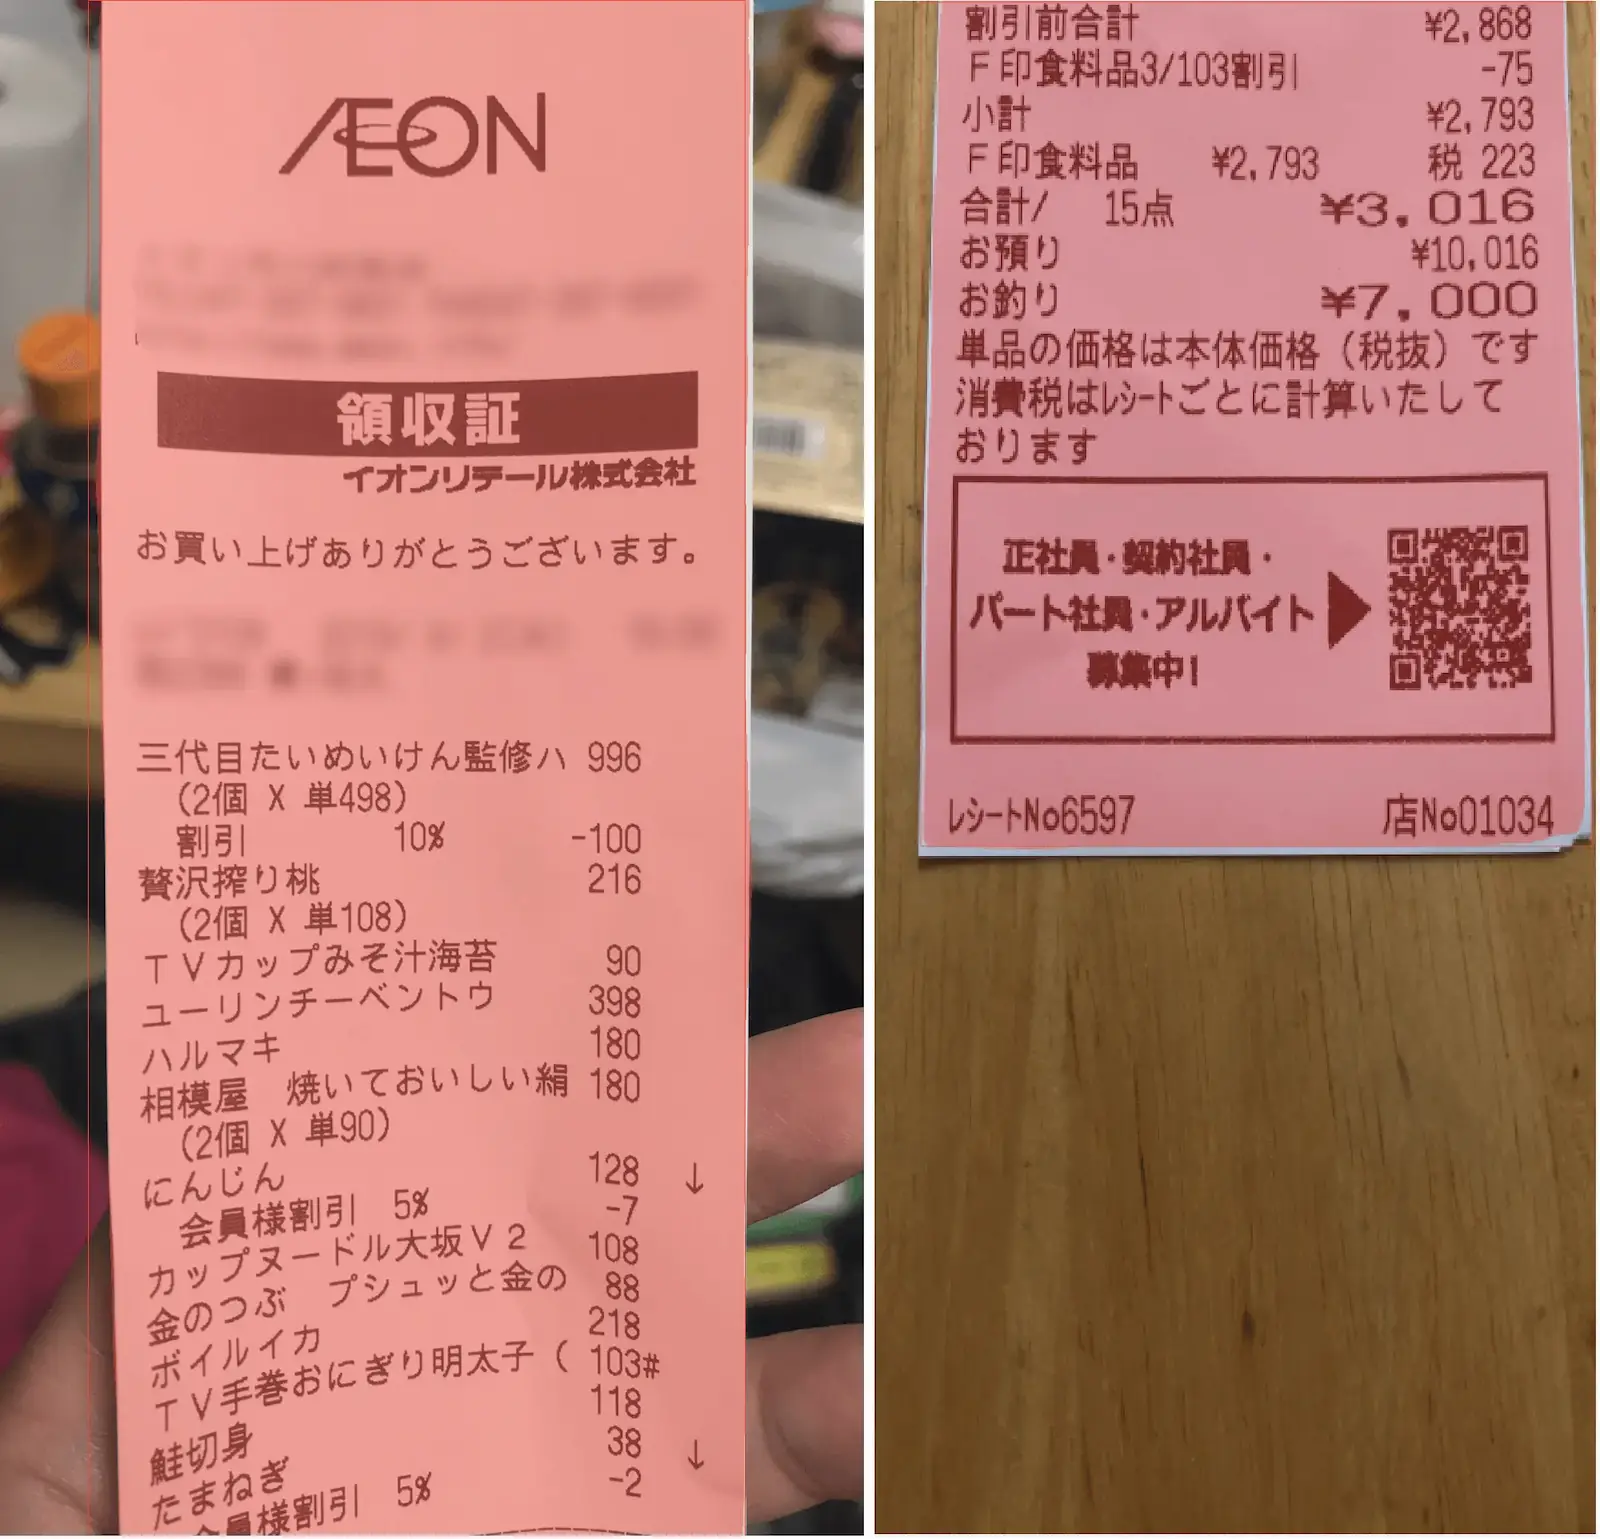 ÆON
領収証
イオンリテール株式会社
お買い上げありがとうございます。
三代目たいめいけん監修ハ 996
(2個 X 単498)
割引 10% -100
贅沢搾り桃 216
(2個 X 単108)
TVカップみそ汁海苔 90
ユーリンチーベントウ 398
ハルマキ 180
相模屋 焼いておいしい絹 180
(2個 X 単90)
にんじん 128 ↓
会員様割引 5% -7
カップヌードル大坂V2 108
金のつぶ プシュッと金の 88
ボイルイカ 218
TV手巻おにぎり明太子( 103#
鮭切身 118
たまねぎ 38 ↓
会員様割引 5% -2
割引前合計 ¥2,868
F印食料品3/103割引 -75
小計 ¥2,793
F印食料品 ¥2,793 税 223
合計/ 15点 ¥3,016
お預り ¥10,016
お釣り ¥7,000
単品の価格は本体価格(税抜)です
消費税はレシートごとに計算いたして
おります
正社員・契約社員・
パート社員・アルバイト
募集中!
レシートNo6597 店No01034